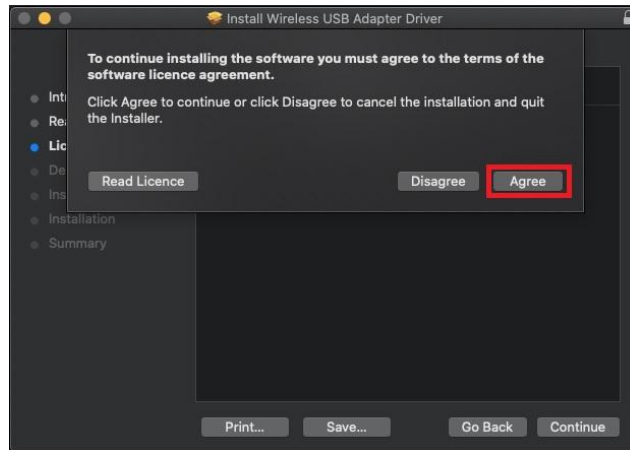 Install Wireless USB Adapter Driver
To continue installing the software you must agree to the terms of the
software licence agreement.
Click Agree to continue or click Disagree to cancel the installation and quit
the Installer.
Read Licence
Disagree
Agree
Installation
Summary
Print...
Save...
Go Back
Continue